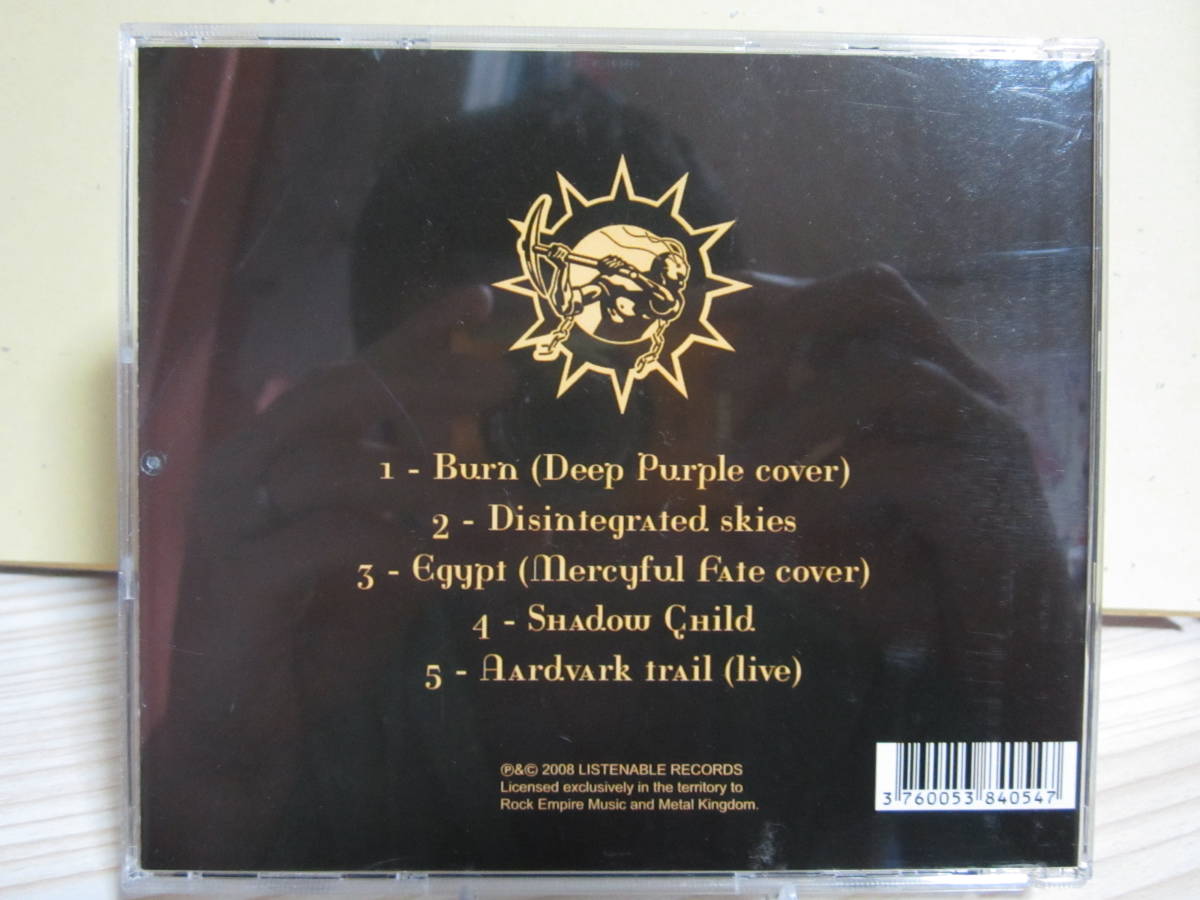 1 - Burn (Deep Purple cover)
2 - Disintegrated skies
3 - Egypt (Mercyful Fate cover)
4 - Shadow Child
5 - Aardvark trail (live)
℗&© 2008 LISTENABLE RECORDS
Licensed exclusively in the territory to
Rock Empire Music and Metal Kingdom.
3 760053 840547